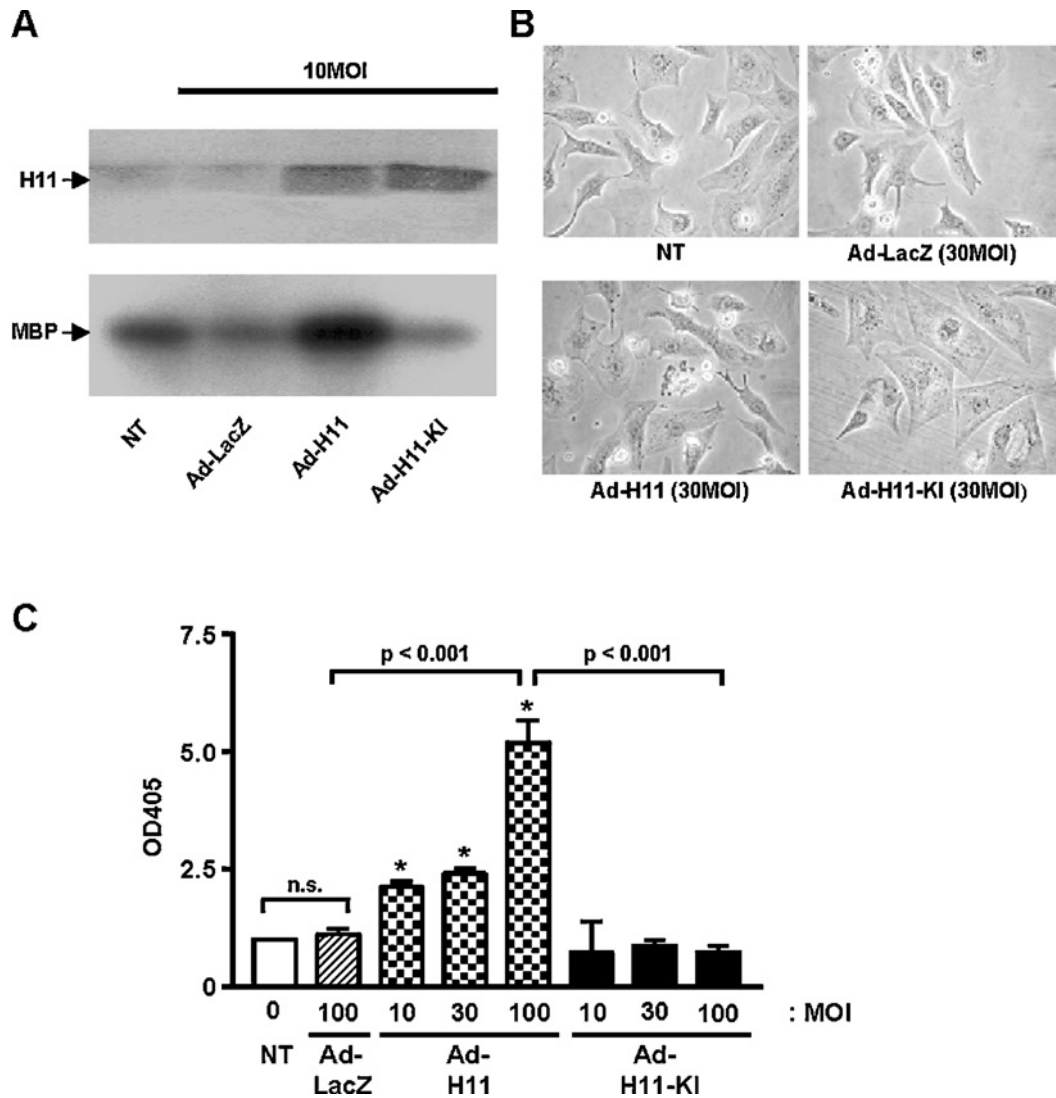 A
10MOI
H11
MBP
NT
Ad-LacZ
Ad-H11
Ad-H11-KI
B
NT
Ad-LacZ (30MOI)
Ad-H11 (30MOI)
Ad-H11-KI (30MOI)
C
7.5
5.0
2.5
0
OD405
p < 0.001
p < 0.001
n.s.
*
*
*
0 100 10 30 100 10 30 100 : MOI
NT Ad- Ad- Ad-
LacZ H11 H11-KI